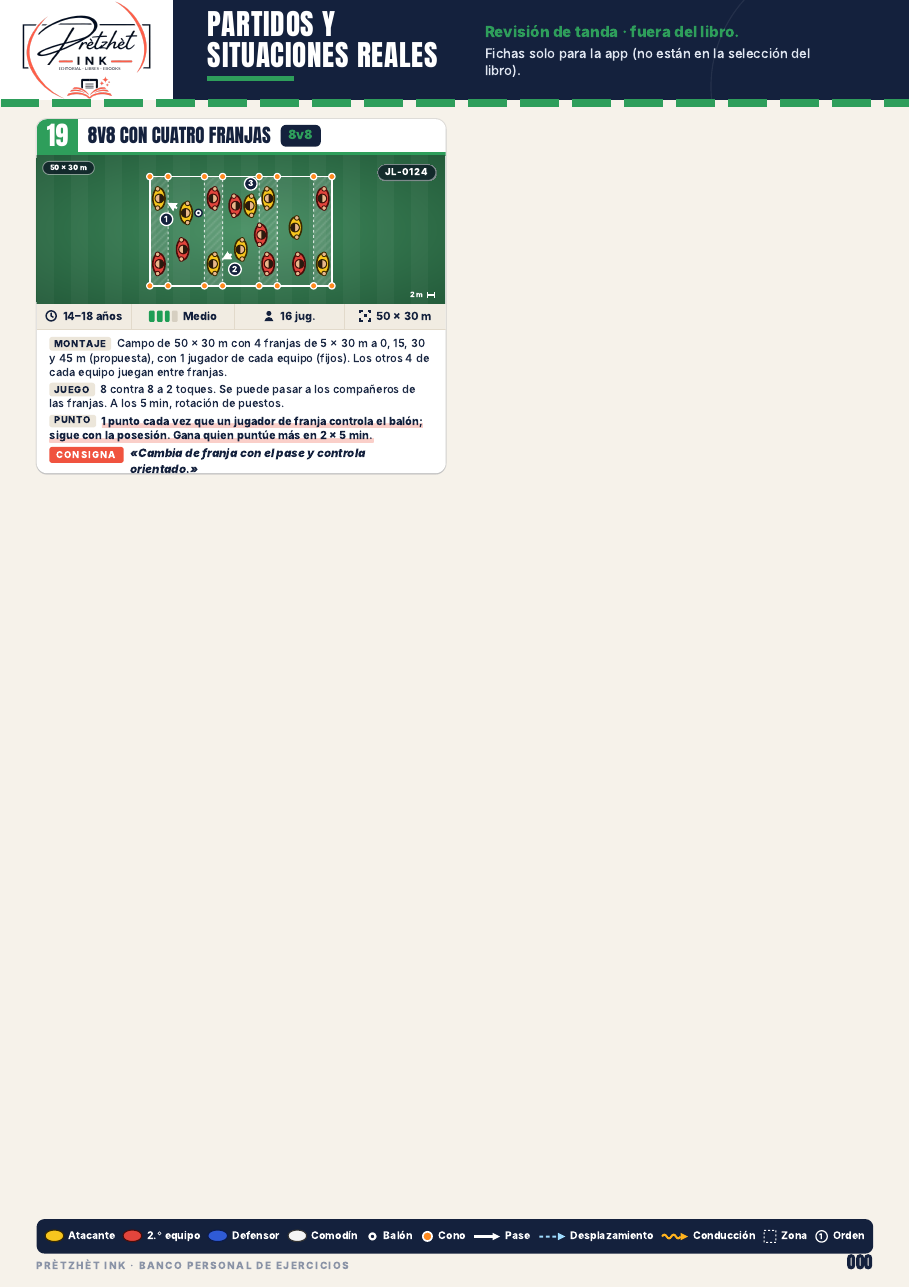 Prètzhèt
INK
EDITORIAL · LIBRES · EBOOKS
PARTIDOS Y
SITUACIONES REALES
Revisión de tanda · fuera del libro.
Fichas solo para la app (no están en la selección del
libro).
19
8V8 CON CUATRO FRANJAS
8v8
50 × 30 m
JL-0124
3
1
2
2 m
14–18 años
Medio
16 jug.
50 × 30 m
MONTAJE Campo de 50 × 30 m con 4 franjas de 5 × 30 m a 0, 15, 30
y 45 m (propuesta), con 1 jugador de cada equipo (fijos). Los otros 4 de
cada equipo juegan entre franjas.
JUEGO 8 contra 8 a 2 toques. Se puede pasar a los compañeros de
las franjas. A los 5 min, rotación de puestos.
PUNTO 1 punto cada vez que un jugador de franja controla el balón;
sigue con la posesión. Gana quien puntúe más en 2 × 5 min.
CONSIGNA «Cambia de franja con el pase y controla
orientado.»
Atacante 2.º equipo Defensor Comodín Balón Cono Pase Desplazamiento Conducción Zona 1 Orden
PRÈTZHÈT INK · BANCO PERSONAL DE EJERCICIOS
000